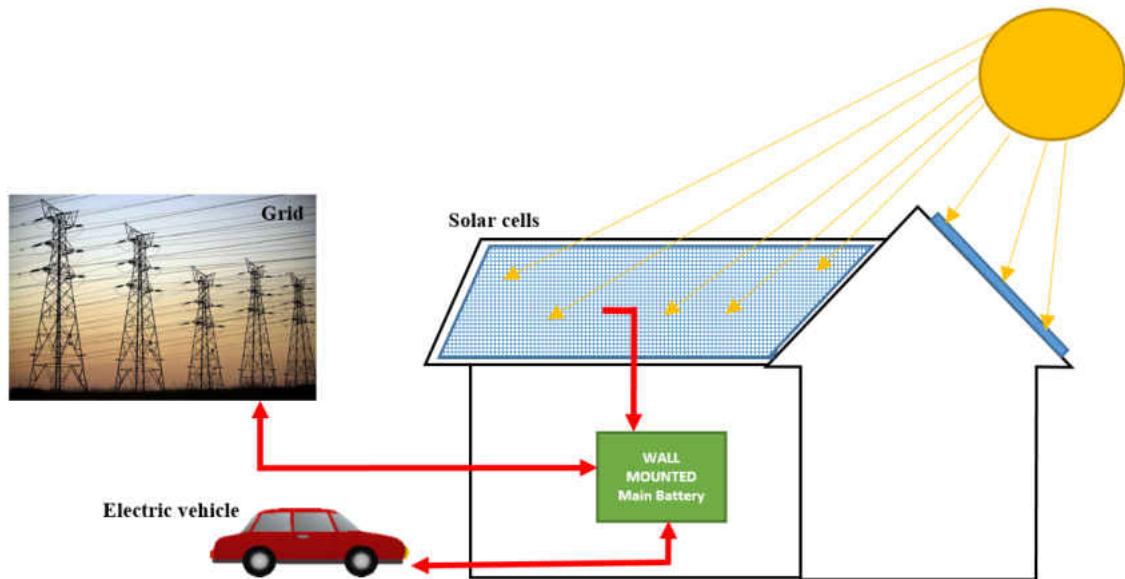 Grid
Solar cells
WALL
MOUNTED
Main Battery
Electric vehicle